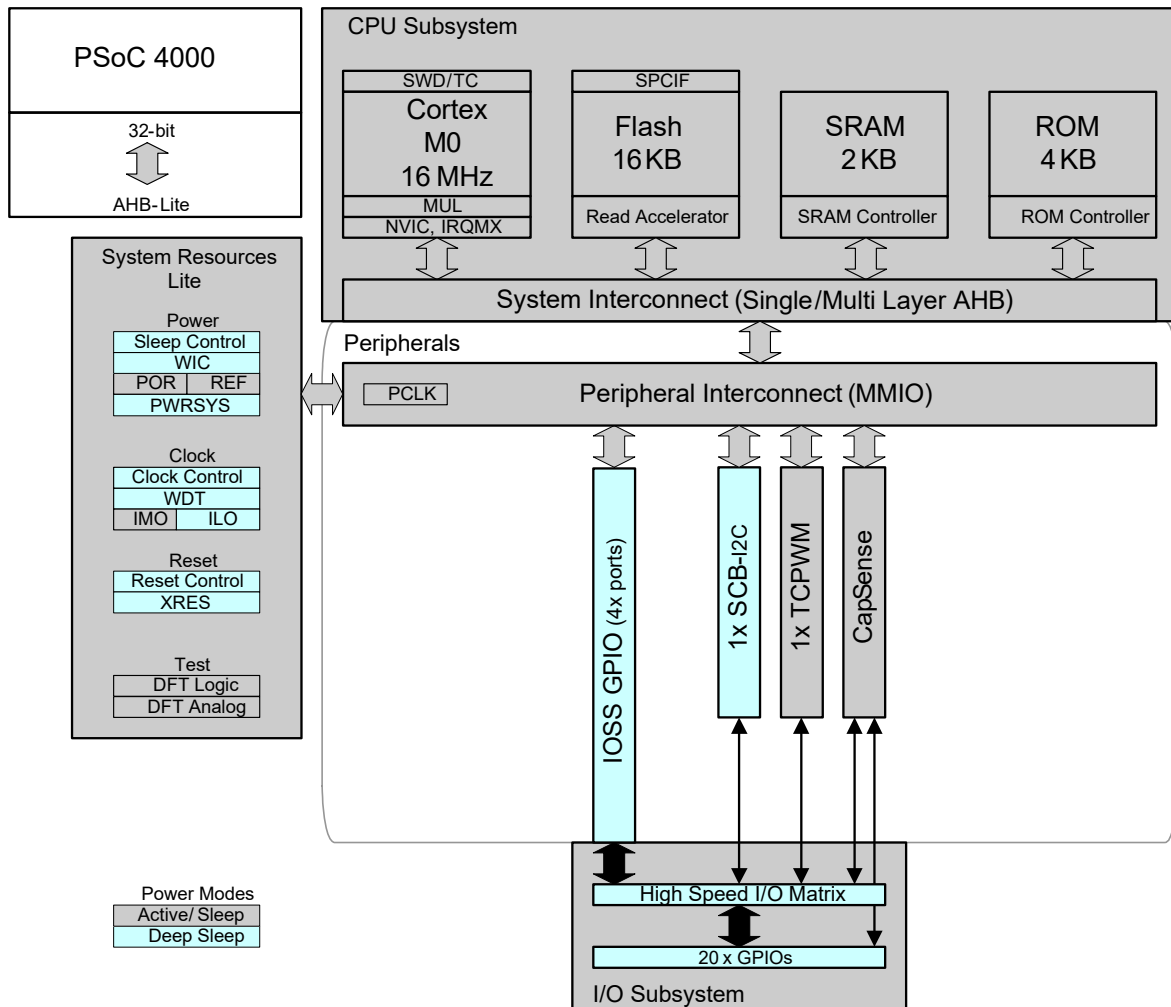 PSoC 4000
32-bit
AHB-Lite
CPU Subsystem
SWD/TC
Cortex
M0
16 MHz
MUL
NVIC, IRQMX
SPCIF
Flash
16 KB
Read Accelerator
SRAM
2 KB
SRAM Controller
ROM
4 KB
ROM Controller
System Interconnect (Single/Multi Layer AHB)
System Resources
Lite
Power
Sleep Control
WIC
POR REF
PWRSYS
Clock
Clock Control
WDT
IMO ILO
Reset
Reset Control
XRES
Test
DFT Logic
DFT Analog
Peripherals
PCLK
Peripheral Interconnect (MMIO)
IOSS GPIO (4x ports)
1x SCB-I2C
1x TCPWM
CapSense
High Speed I/O Matrix
20 x GPIOs
I/O Subsystem
Power Modes
Active/ Sleep
Deep Sleep